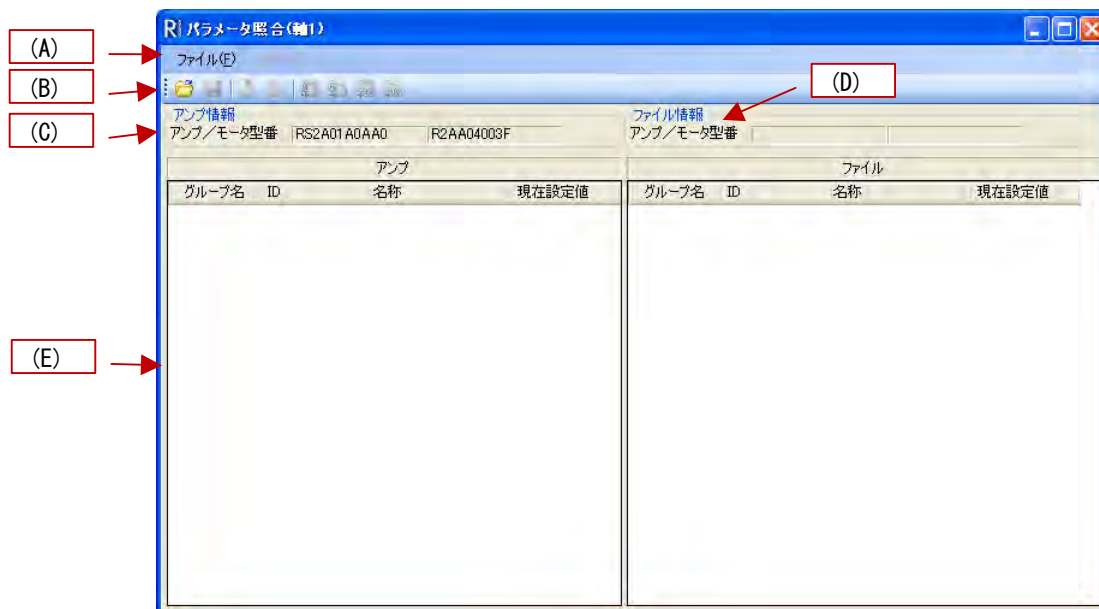 R パラメータ照合(軸1)
(A)
ファイル(F)
(B)
(D)
アンプ情報
ファイル情報
(C)
アンプ/モータ型番 RS2A01A0AA0 R2AA04003F
アンプ/モータ型番
アンプ
ファイル
グループ名 ID 名称 現在設定値
グループ名 ID 名称 現在設定値
(E)